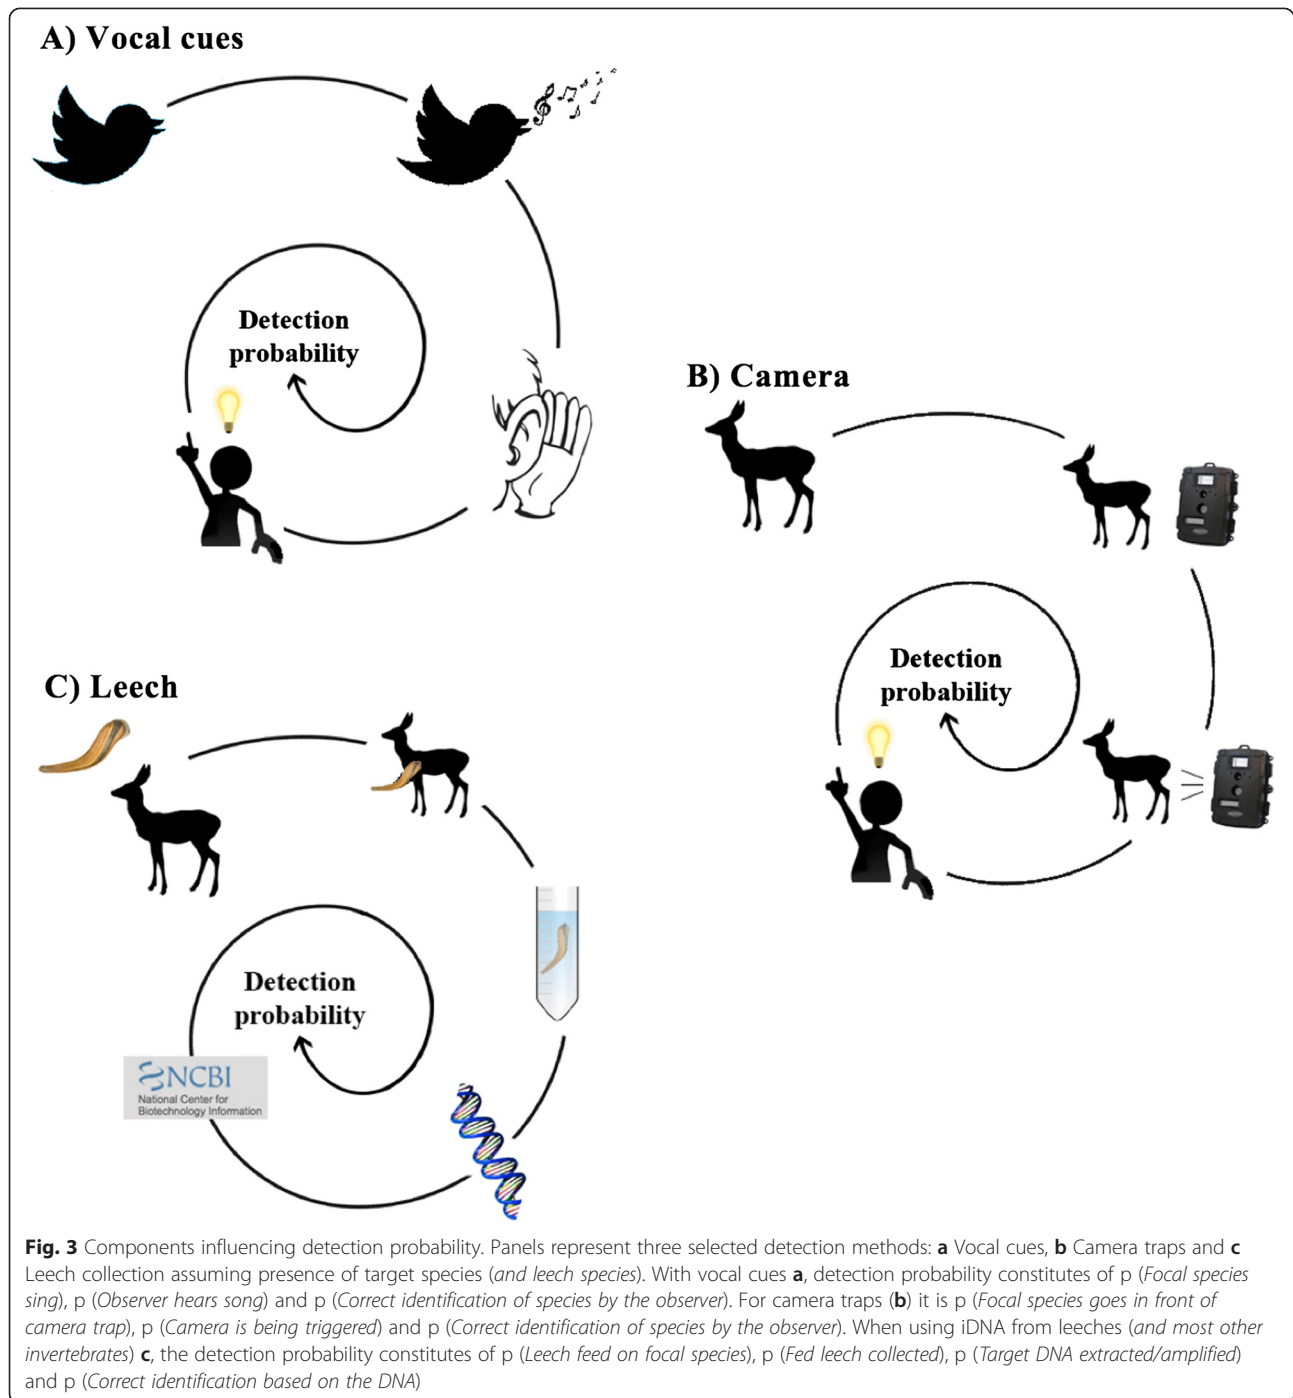 A) Vocal cues
Detection
probability
B) Camera
Detection
probability
C) Leech
Detection
probability
NCBI
National Center for
Biotechnology Information
Fig. 3 Components influencing detection probability. Panels represent three selected detection methods: a Vocal cues, b Camera traps and c
Leech collection assuming presence of target species (and leech species). With vocal cues a, detection probability constitutes of p (Focal species
sing), p (Observer hears song) and p (Correct identification of species by the observer). For camera traps (b) it is p (Focal species goes in front of
camera trap), p (Camera is being triggered) and p (Correct identification of species by the observer). When using iDNA from leeches (and most other
invertebrates) c, the detection probability constitutes of p (Leech feed on focal species), p (Fed leech collected), p (Target DNA extracted/amplified)
and p (Correct identification based on the DNA)